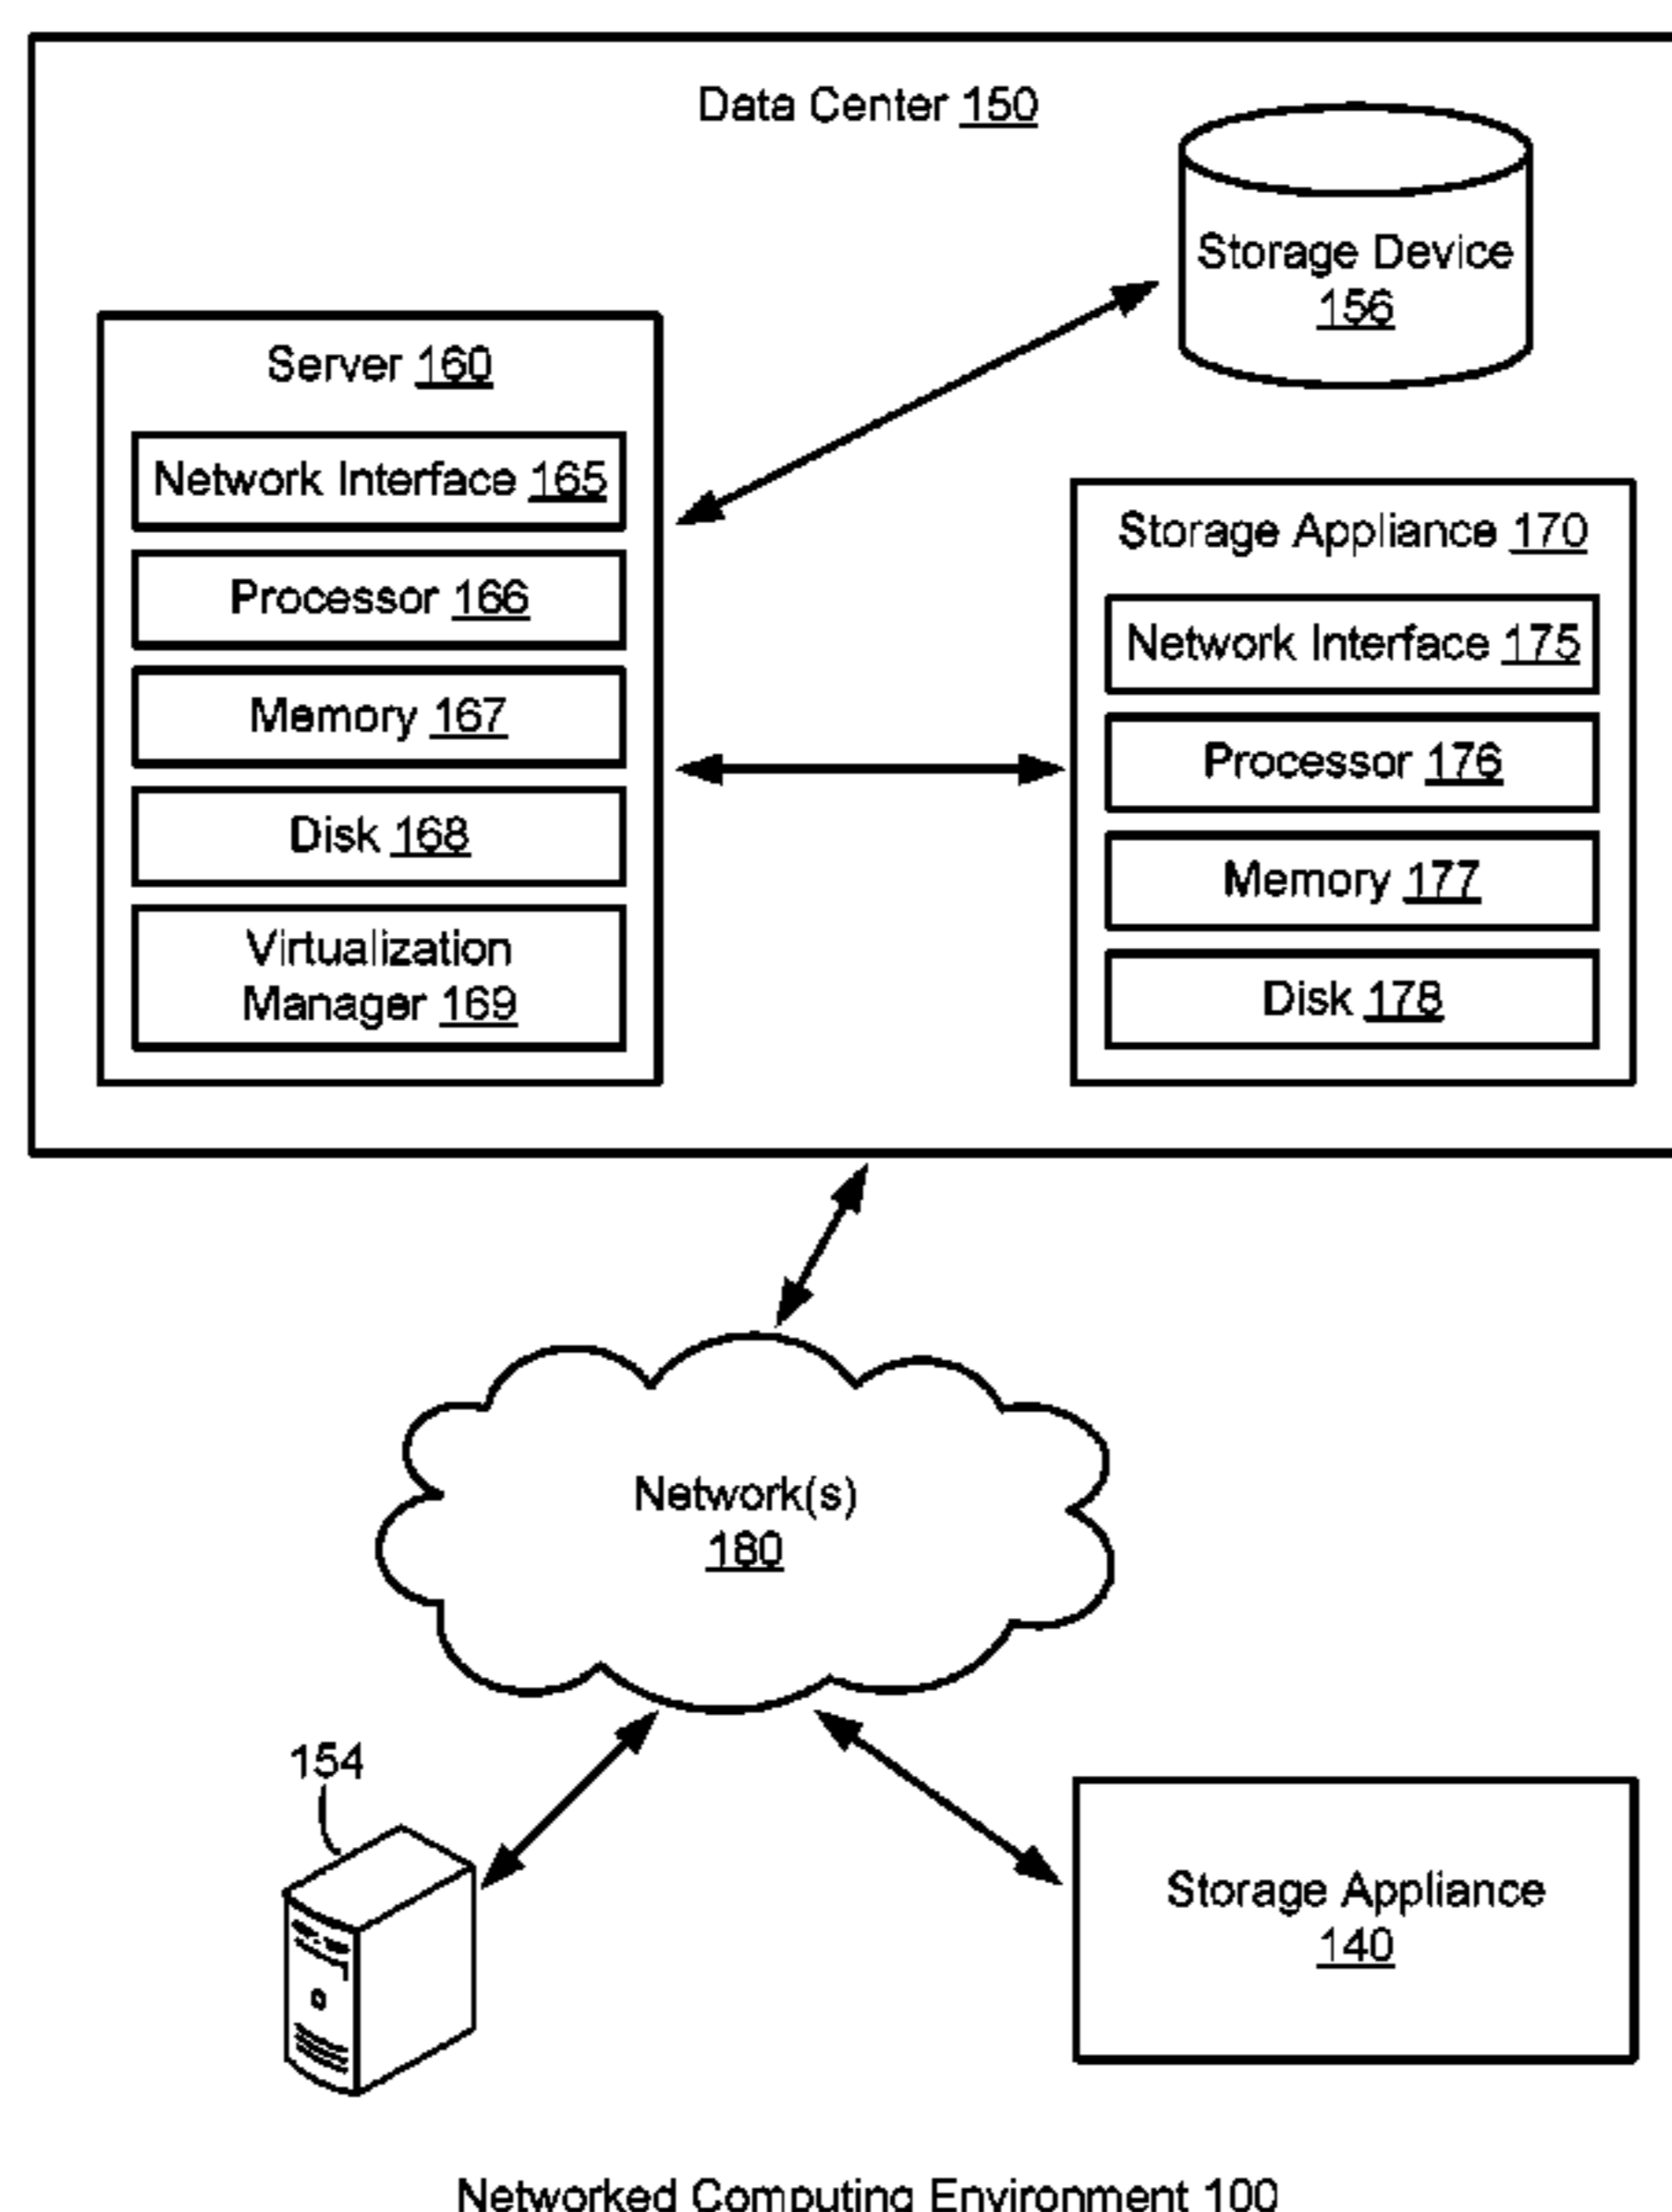 Data Center 150
Storage Device
156
Server 160
Network Interface 165
Processor 166
Memory 167
Disk 168
Virtualization
Manager 169
Storage Appliance 170
Network Interface 175
Processor 176
Memory 177
Disk 178
Network(s)
180
154
Storage Appliance
140
Networked Computing Environment 100